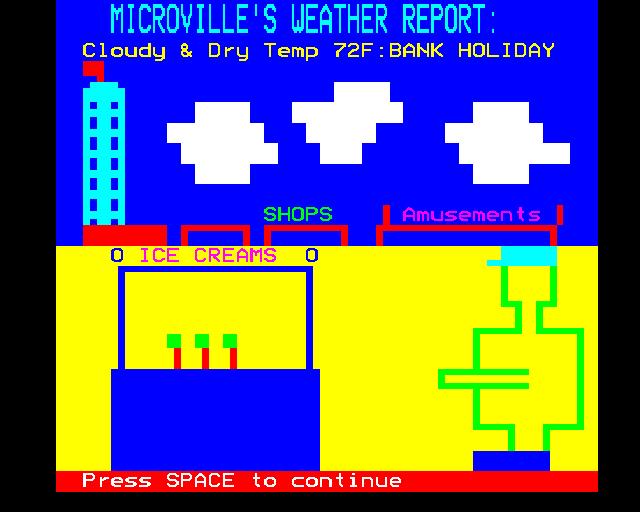 MICROVILLE'S WEATHER REPORT:
Cloudy & Dry Temp 72F:BANK HOLIDAY
SHOPS
Amusements
O ICE CREAMS O
Press SPACE to continue